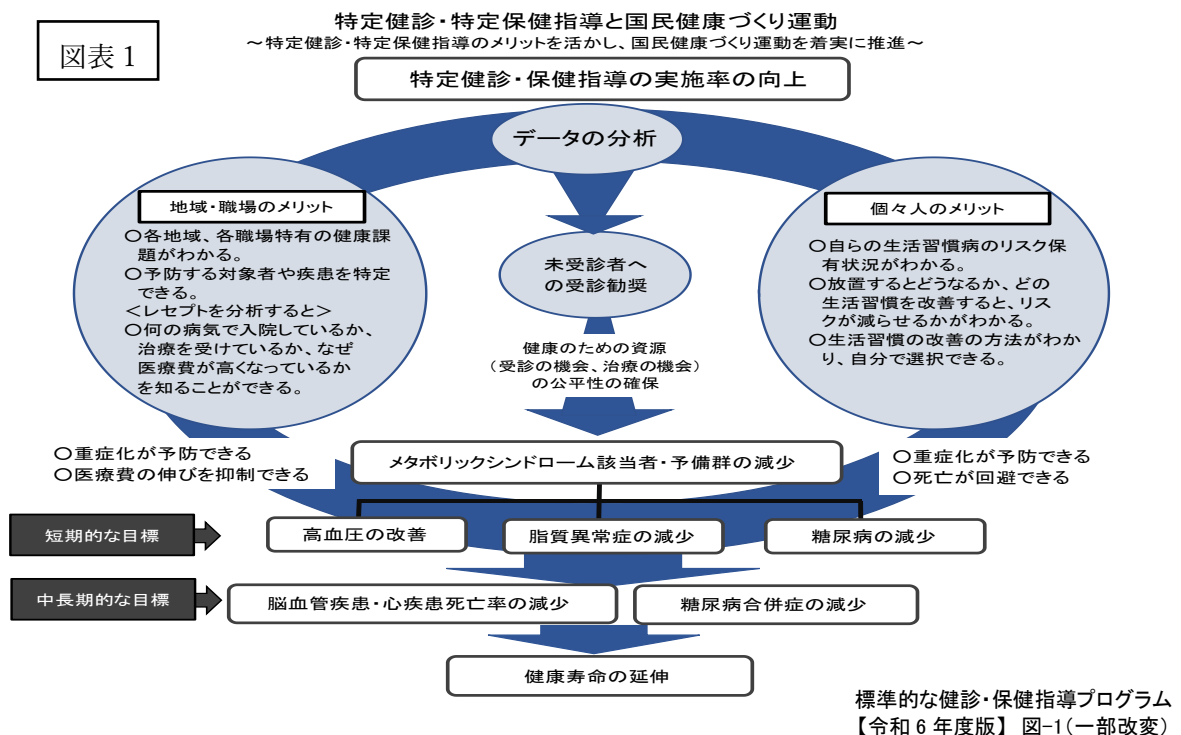 図表1
特定健診・特定保健指導と国民健康づくり運動
～特定健診・特定保健指導のメリットを活かし、国民健康づくり運動を着実に推進～
特定健診・保健指導の実施率の向上
データの分析
地域・職場のメリット
○各地域、各職場特有の健康課
題がわかる。
○予防する対象者や疾患を特定
できる。
＜レセプトを分析すると＞
○何の病気で入院しているか、
治療を受けているか、なぜ
医療費が高くなっているか
を知ることができる。
未受診者へ
の受診勧奨
個々人のメリット
○自らの生活習慣病のリスク保
有状況がわかる。
○放置するとどうなるか、どの
生活習慣を改善すると、リス
クが減らせるかがわかる。
○生活習慣の改善の方法がわか
り、自分で選択できる。
健康のための資源
（受診の機会、治療の機会）
の公平性の確保
○重症化が予防できる
○医療費の伸びを抑制できる
メタボリックシンドローム該当者・予備群の減少
○重症化が予防できる
○死亡が回避できる
短期的な目標
高血圧の改善
脂質異常症の減少
糖尿病の減少
中長期的な目標
脳血管疾患・心疾患死亡率の減少
糖尿病合併症の減少
健康寿命の延伸
標準的な健診・保健指導プログラム
【令和6年度版】 図-1（一部改変）